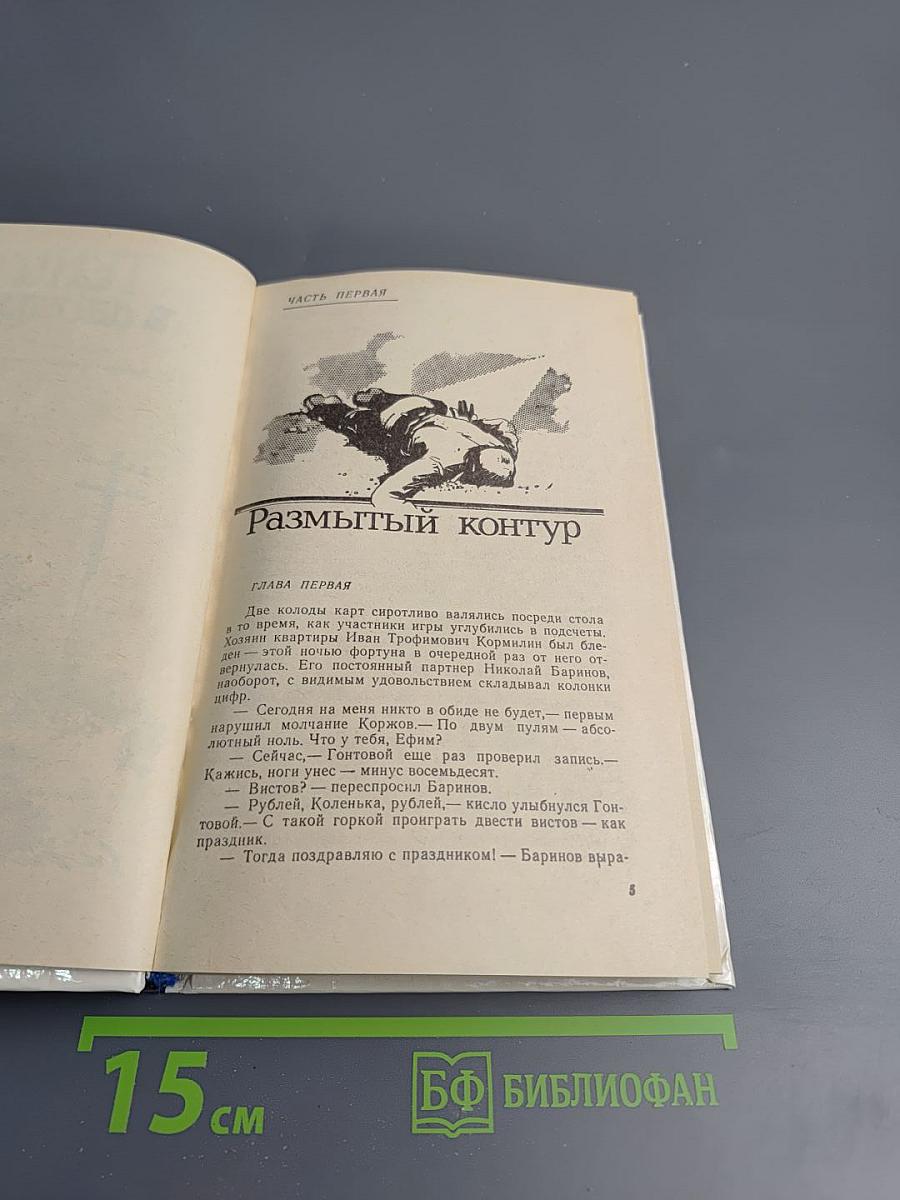 ЧАСТЬ ПЕРВАЯ
Размытый контур
ГЛАВА ПЕРВАЯ
Две колоды карт сиротливо валялись посреди стола
в то время, как участники игры углубились в подсчеты.
Хозяин квартиры Иван Трофимович Кормилин был бле-
ден — этой ночью фортуна в очередной раз от него от-
вернулась. Его постоянный партнер Николай Баринов,
наоборот, с видимым удовольствием складывал колонки
цифр.
— Сегодня на меня никто в обиде не будет,— первым
нарушил молчание Коржов.— По двум пулям — абсо-
лютный ноль. Что у тебя, Ефим?
— Сейчас,— Гонтовой еще раз проверил запись.—
Кажись, ноги унес — минус восемьдесят.
— Вистов? — переспросил Баринов.
— Рублей, Коленька, рублей,— кисло улыбнулся Гон-
товой.— С такой горкой проиграть двести вистов — как
праздник.
— Тогда поздравляю с праздником! — Баринов выра-
5
15 см
БФ БИБЛИОФАН